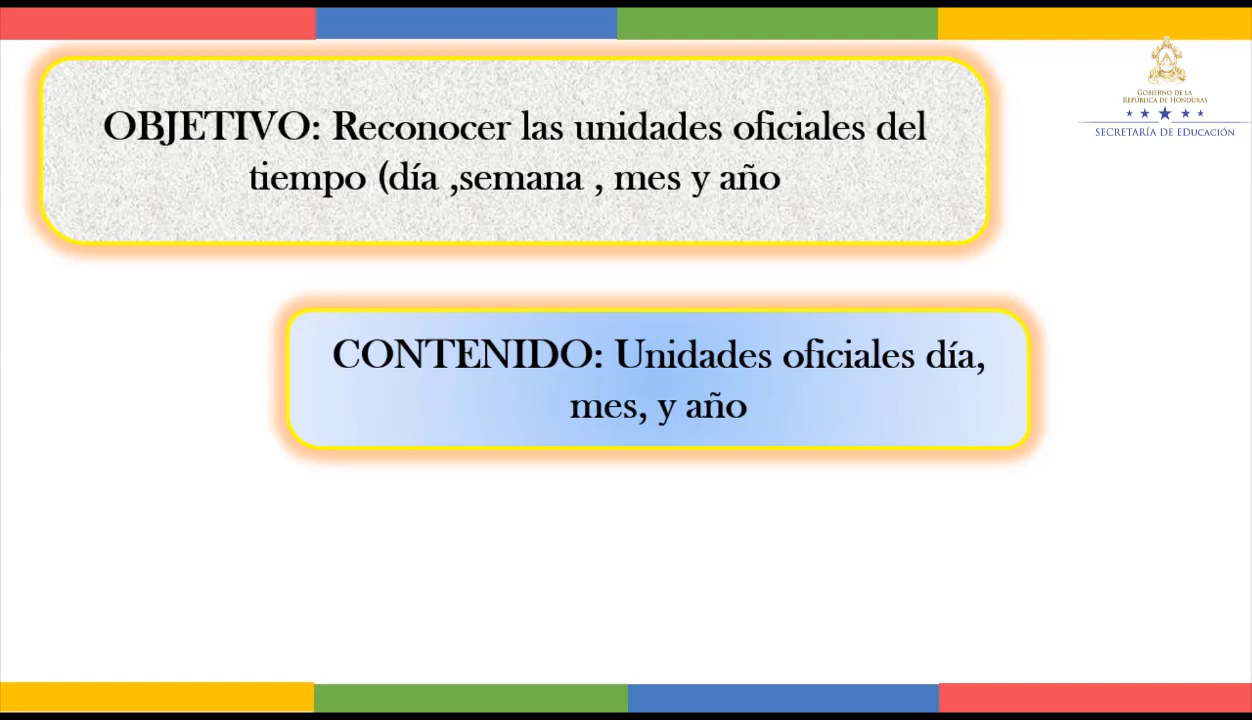 OBJETIVO: Reconocer las unidades oficiales del
tiempo (día ,semana , mes y año
GOBIERNO DE LA
REPÚBLICA DE HONDURAS
SECRETARÍA DE EDUCACIÓN
CONTENIDO: Unidades oficiales día,
mes, y año